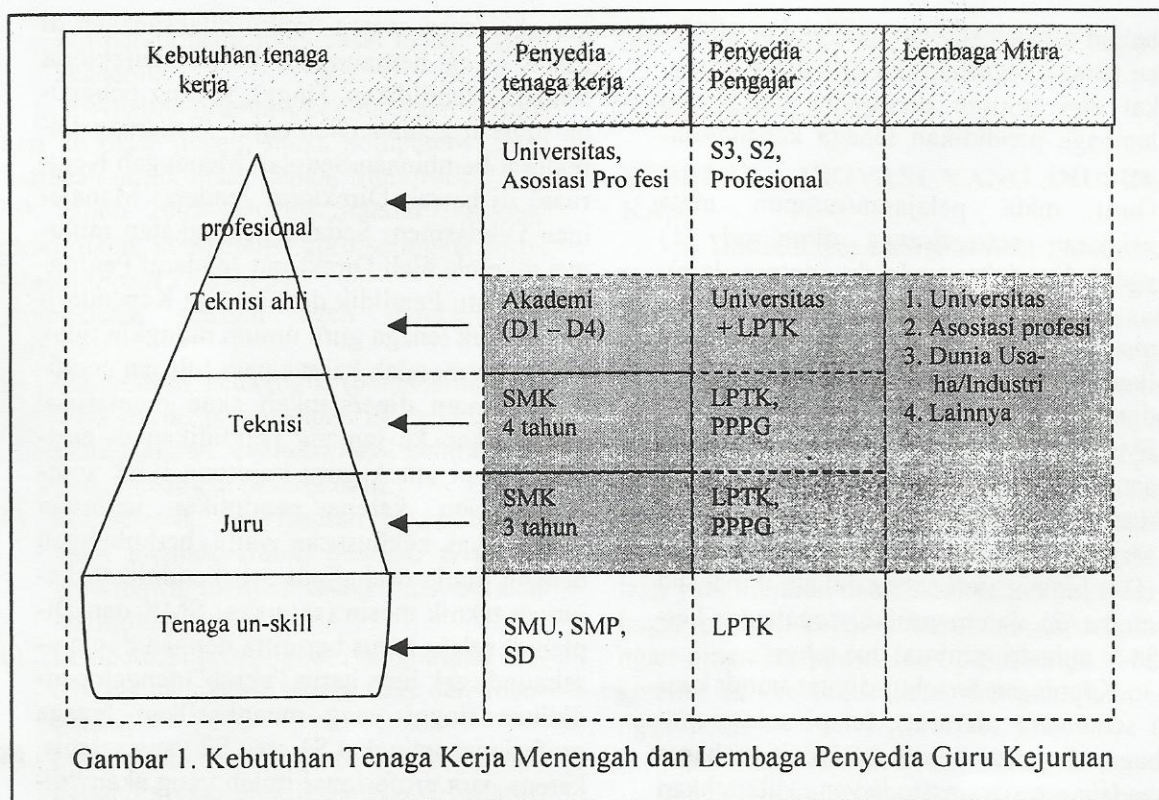 Kebutuhan tenaga
kerja
Penyedia
tenaga kerja
Penyedia
Pengajar
Lembaga Mitra
profesional
Universitas,
Asosiasi Pro fesi
S3, S2,
Profesional
Teknisi ahli
Akademi
(D1 – D4)
Universitas
+ LPTK
1. Universitas
2. Asosiasi profesi
3. Dunia Usa-
ha/Industri
4. Lainnya
Teknisi
SMK
4 tahun
LPTK,
PPPG
Juru
SMK
3 tahun
LPTK,
PPPG
Tenaga un-skill
SMU, SMP,
SD
LPTK
Gambar 1. Kebutuhan Tenaga Kerja Menengah dan Lembaga Penyedia Guru Kejuruan